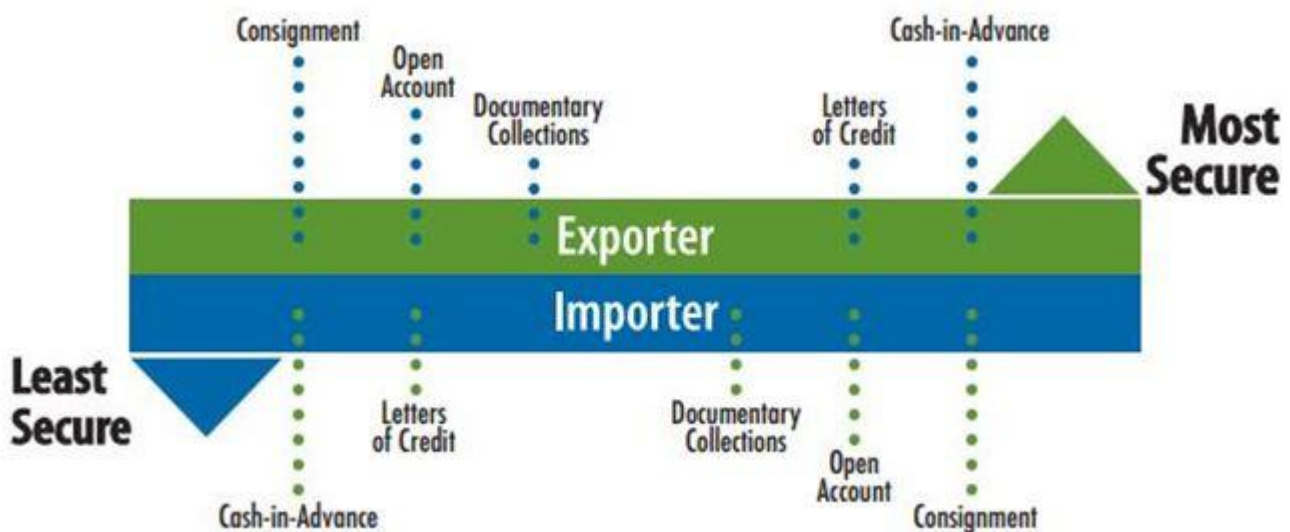 Consignment
Cash-in-Advance
Open
Account
Documentary
Collections
Letters
of Credit
Most
Secure
Exporter
Importer
Least
Secure
Letters
of Credit
Documentary
Collections
Open
Account
Cash-in-Advance
Consignment